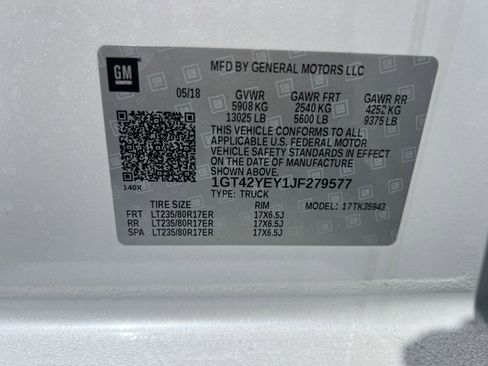 GM
MFD BY GENERAL MOTORS LLC
05/18
GVWR GAWR FRT GAWR RR
5908 KG 2540 KG 4252 KG
13025 LB 5600 LB 9375 LB
THIS VEHICLE CONFORMS TO ALL
APPLICABLE U.S. FEDERAL MOTOR
VEHICLE SAFETY STANDARDS IN EFFECT ON
THE DATE OF MANUFACTURE SHOWN ABOVE.
1GT42YEY1JF279577
TYPE: TRUCK MODEL: 17TK35943
140X
TIRE SIZE RIM
FRT LT235/80R17ER 17X6.5J
RR LT235/80R17ER 17X6.5J
SPA LT235/80R17ER 17X6.5J